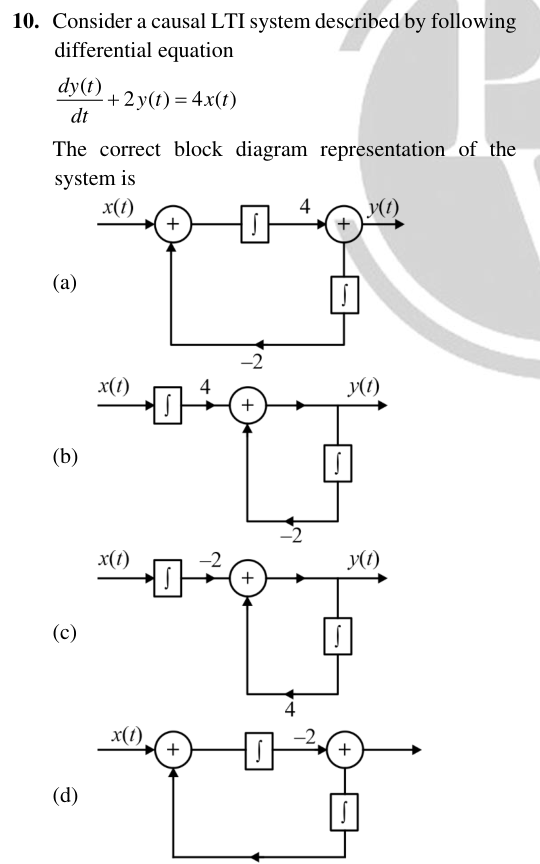 10. Consider a causal LTI system described by following
differential equation
dy(t)/dt + 2y(t) = 4x(t)
The correct block diagram representation of the
system is
(a)
x(t) + ∫ 4 + y(t)
∫
–2
(b)
x(t) ∫ 4 + y(t)
∫
–2
(c)
x(t) ∫ –2 + y(t)
∫
4
(d)
x(t) + ∫ –2 +
∫